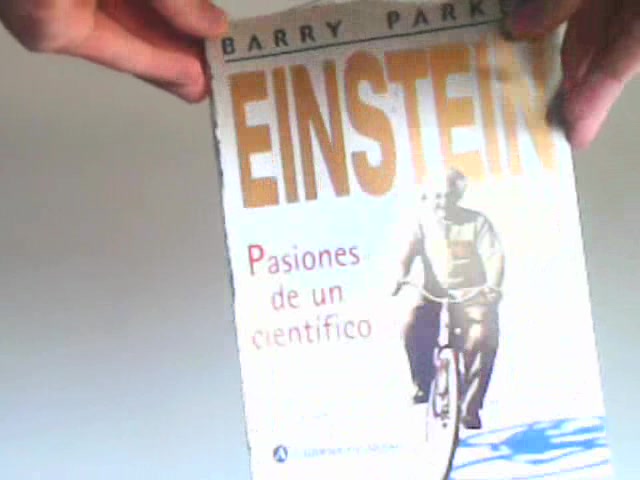 BARRY PARK
EINSTEIN
Pasiones
de un
científico